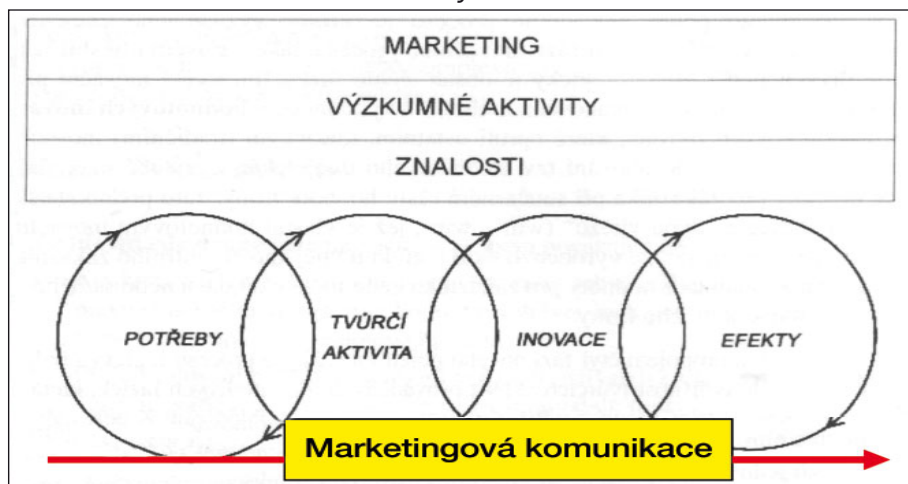 MARKETING
VÝZKUMNÉ AKTIVITY
ZNALOSTI
POTŘEBY
TVŮRČÍ
AKTIVITA
INOVACE
EFEKTY
Marketingová komunikace